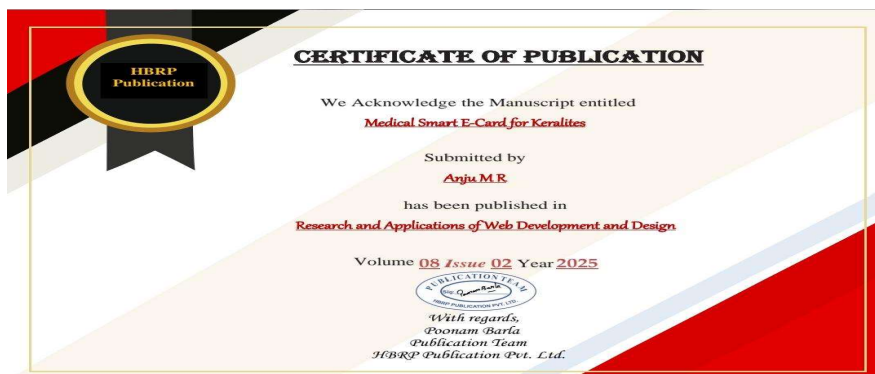 HBRP
Publication
CERTIFICATE OF PUBLICATION
We Acknowledge the Manuscript entitled
Medical Smart E-Card for Keralites
Submitted by
Anju M R
has been published in
Research and Applications of Web Development and Design
Volume 08 Issue 02 Year 2025
PUBLICATION TEAM
Poonam Barla
HBRP PUBLICATION PVT. LTD.
With regards,
Poonam Barla
Publication Team
HBRP Publication Pvt. Ltd.